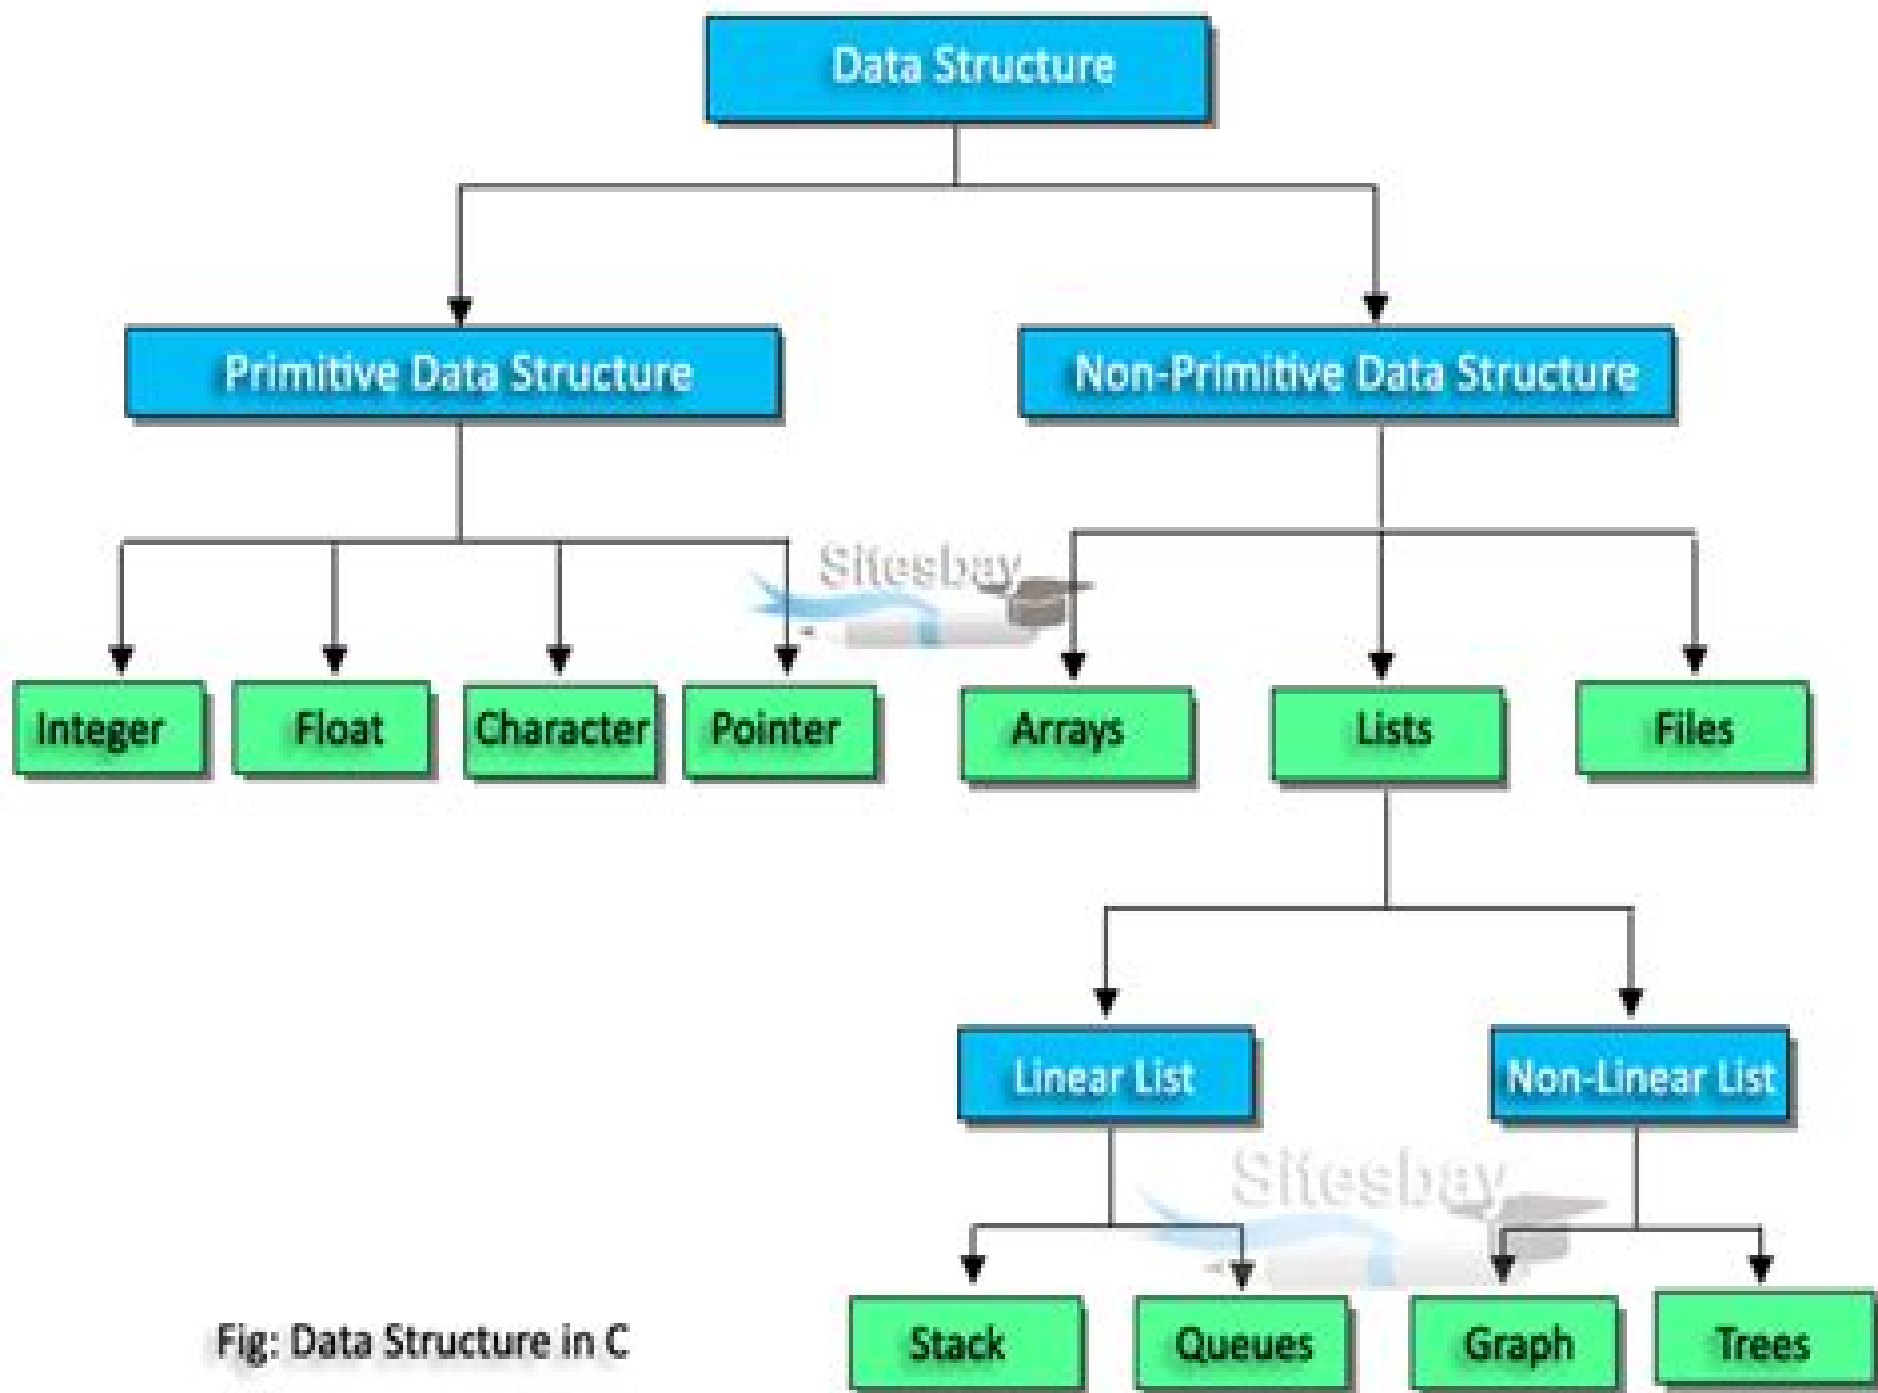 Data Structure
Primitive Data Structure
Non-Primitive Data Structure
Sitesbay
Integer
Float
Character
Pointer
Arrays
Lists
Files
Linear List
Non-Linear List
Sitesbay
Stack
Queues
Graph
Trees
Fig: Data Structure in C